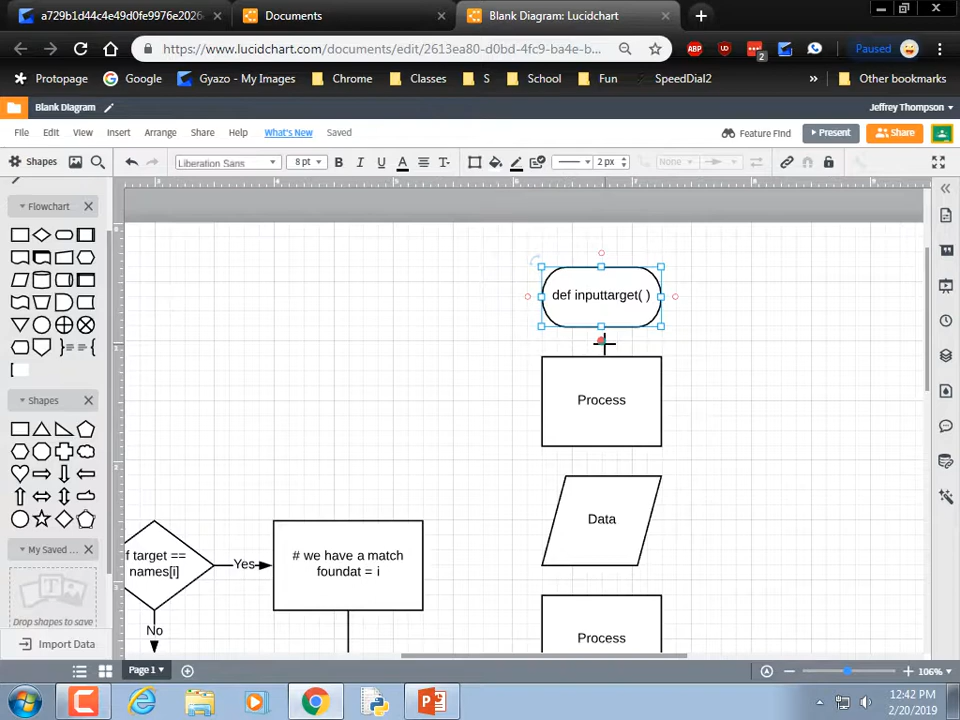 a729b1d44c4e49d0fe9976e2026
Documents
Blank Diagram: Lucidchart
https://www.lucidchart.com/documents/edit/2613ea80-d0bd-4fc9-ba4e-b...
ABP
2
Paused
Protopage
Google
Gyazo - My Images
Chrome
Classes
S
School
Fun
SpeedDial2
»
Other bookmarks
Blank Diagram
Jeffrey Thompson
File Edit View Insert Arrange Share Help What's New Saved
Feature Find
Present
Share
Shapes
Liberation Sans
8 pt
B I U A T
2 px
None
Flowchart
def inputtarget( )
Process
Shapes
Data
f target ==
names[i]
Yes
# we have a match
foundat = i
My Saved ...
Drop shapes to save
No
Process
Import Data
Page 1
106%
12:42 PM
2/20/2019